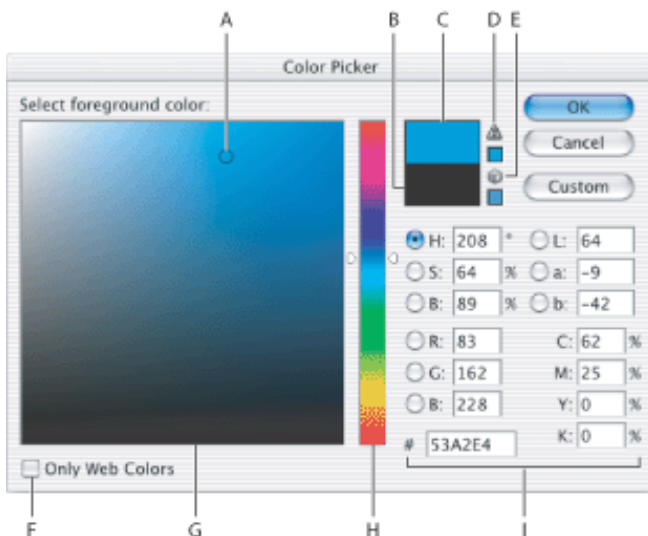 A B C D E
Color Picker
Select foreground color:
OK
Cancel
Custom
H: 208 ° L: 64
S: 64 % a: -9
B: 89 % b: -42
R: 83 C: 62 %
G: 162 M: 25 %
B: 228 Y: 0 %
# 53A2E4 K: 0 %
Only Web Colors
F G H I